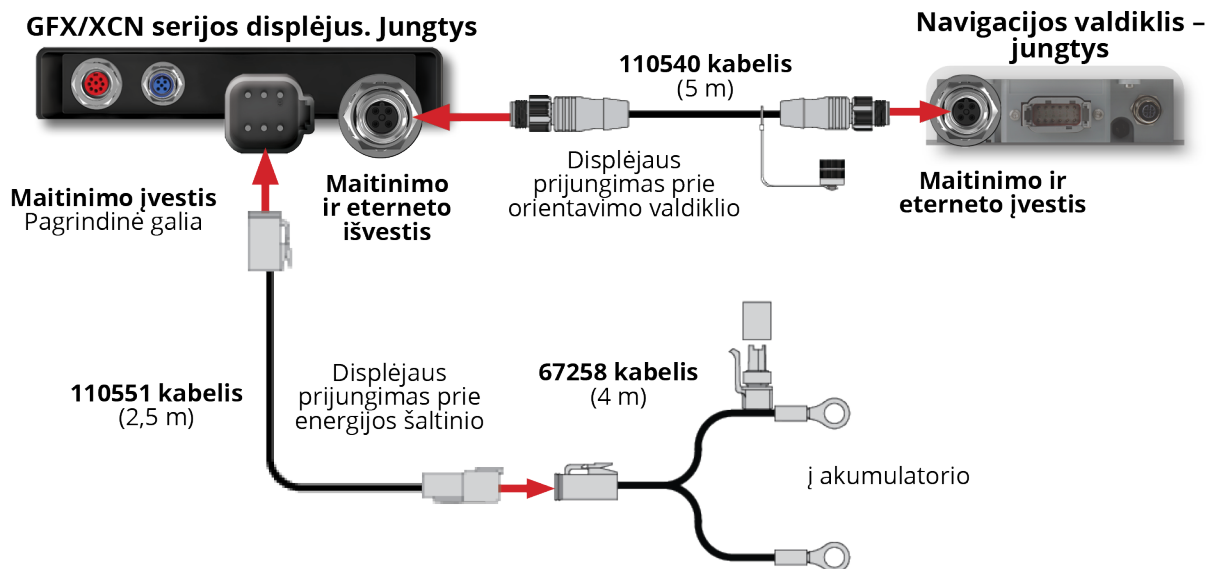 GFX/XCN serijos displėjus. Jungtys
Navigacijos valdiklis –
jungtys
110540 kabelis
(5 m)
Displėjaus
prijungimas prie
orientavimo valdiklio
Maitinimo įvestis
Pagrindinė galia
Maitinimo
ir eterneto
išvestis
Maitinimo ir
eterneto įvestis
110551 kabelis
(2,5 m)
Displėjaus
prijungimas prie
energijos šaltinio
67258 kabelis
(4 m)
į akumulatorio